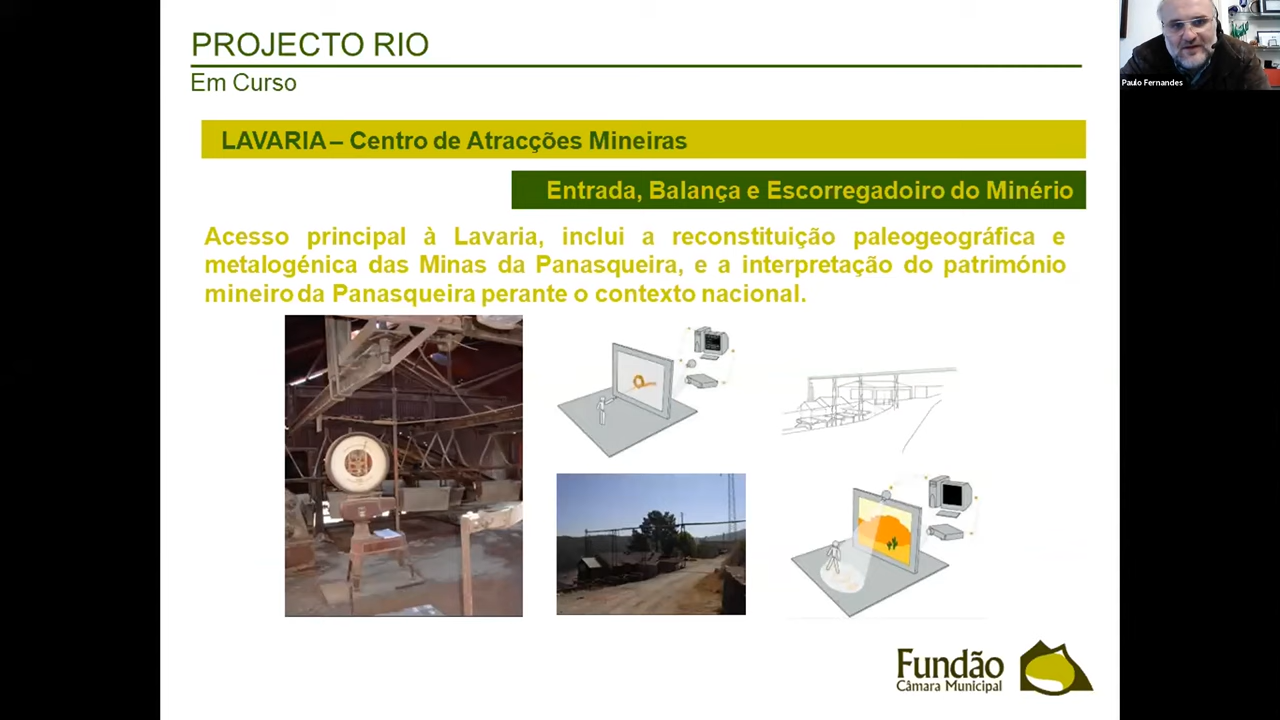 PROJECTO RIO
Em Curso
Paulo Fernandes
LAVARIA – Centro de Atracções Mineiras
Entrada, Balança e Escorregadoiro do Minério
Acesso principal à Lavaria, inclui a reconstituição paleogeográfica e
metalogénica das Minas da Panasqueira, e a interpretação do património
mineiro da Panasqueira perante o contexto nacional.
Fundão
Câmara Municipal